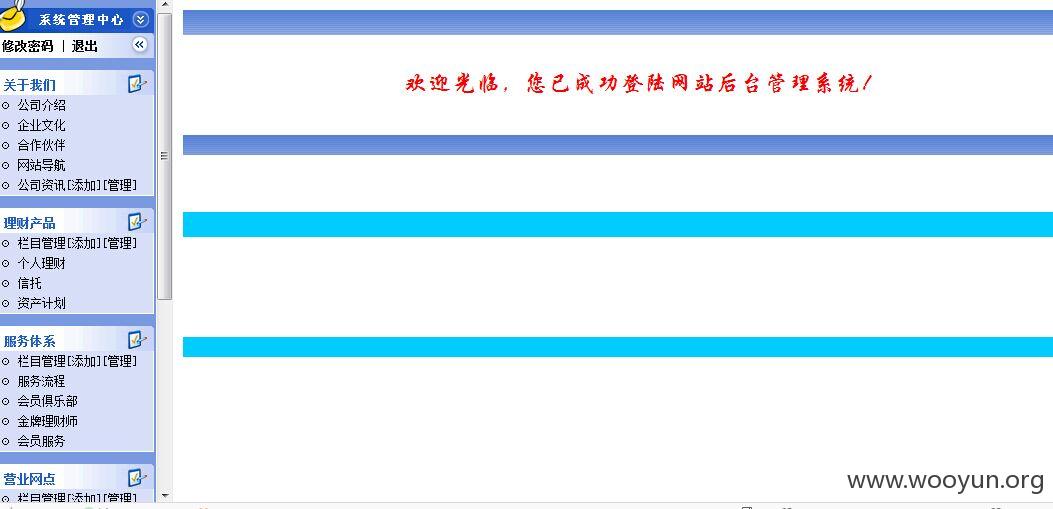 系统管理中心
修改密码 | 退出
关于我们
公司介绍
企业文化
合作伙伴
网站导航
公司资讯[添加][管理]
理财产品
栏目管理[添加][管理]
个人理财
信托
资产计划
服务体系
栏目管理[添加][管理]
服务流程
会员俱乐部
金牌理财师
会员服务
营业网点
栏目管理[添加][管理]
欢迎光临，您已成功登陆网站后台管理系统！
www.wooyun.org